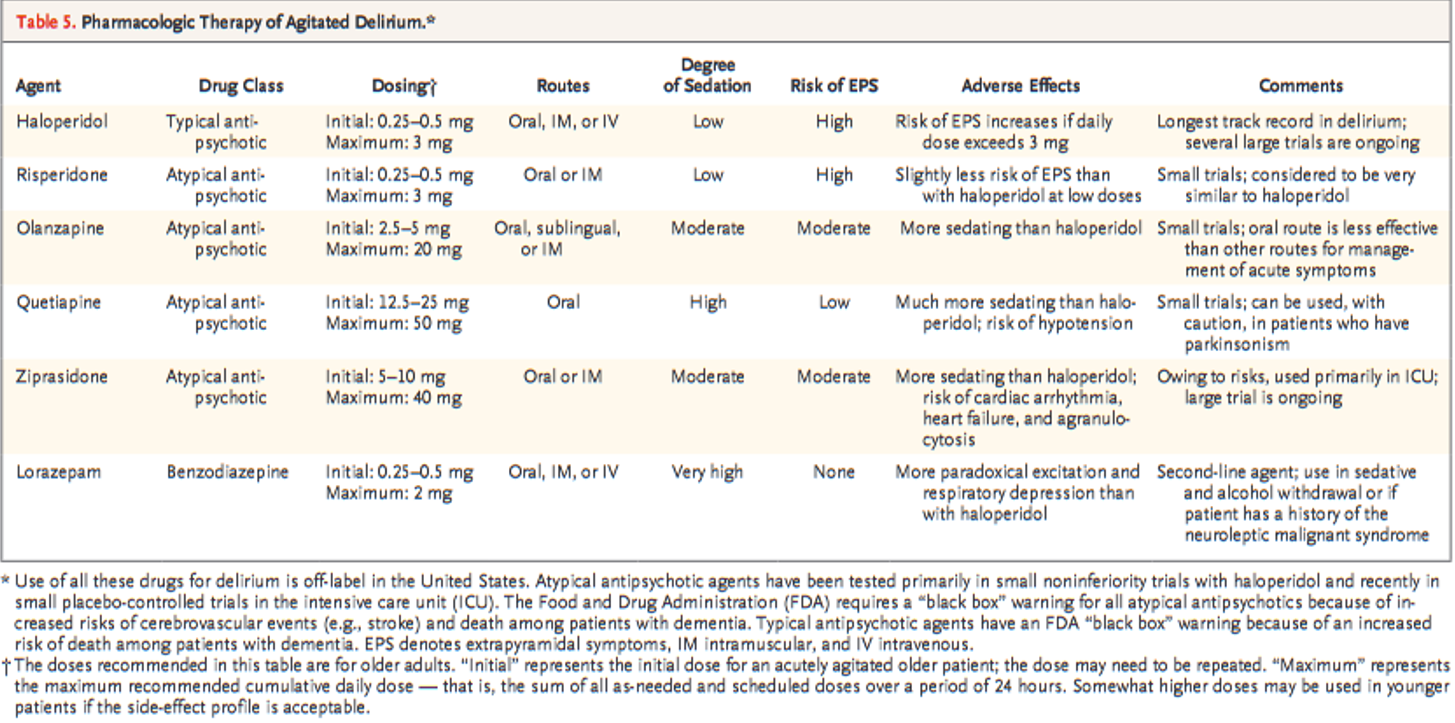 Table 5. Pharmacologic Therapy of Agitated Delirium.*
Degree
Agent Drug Class Dosing† Routes of Sedation Risk of EPS Adverse Effects Comments
Haloperidol Typical anti- Initial: 0.25–0.5 mg Oral, IM, or IV Low High Risk of EPS increases if daily Longest track record in delirium;
psychotic Maximum: 3 mg dose exceeds 3 mg several large trials are ongoing
Risperidone Atypical anti- Initial: 0.25–0.5 mg Oral or IM Low High Slightly less risk of EPS than Small trials; considered to be very
psychotic Maximum: 3 mg with haloperidol at low doses similar to haloperidol
Olanzapine Atypical anti- Initial: 2.5–5 mg Oral, sublingual, Moderate Moderate More sedating than haloperidol Small trials; oral route is less effective
psychotic Maximum: 20 mg or IM than other routes for manage-
ment of acute symptoms
Quetiapine Atypical anti- Initial: 12.5–25 mg Oral High Low Much more sedating than halo- Small trials; can be used, with
psychotic Maximum: 50 mg peridol; risk of hypotension caution, in patients who have
parkinsonism
Ziprasidone Atypical anti- Initial: 5–10 mg Oral or IM Moderate Moderate More sedating than haloperidol; Owing to risks, used primarily in ICU;
psychotic Maximum: 40 mg risk of cardiac arrhythmia, large trial is ongoing
heart failure, and agranulo-
cytosis
Lorazepam Benzodiazepine Initial: 0.25–0.5 mg Oral, IM, or IV Very high None More paradoxical excitation and Second-line agent; use in sedative
Maximum: 2 mg respiratory depression than and alcohol withdrawal or if
with haloperidol patient has a history of the
neuroleptic malignant syndrome
* Use of all these drugs for delirium is off-label in the United States. Atypical antipsychotic agents have been tested primarily in small noninferiority trials with haloperidol and recently in
small placebo-controlled trials in the intensive care unit (ICU). The Food and Drug Administration (FDA) requires a “black box” warning for all atypical antipsychotics because of in-
creased risks of cerebrovascular events (e.g., stroke) and death among patients with dementia. Typical antipsychotic agents have an FDA “black box” warning because of an increased
risk of death among patients with dementia. EPS denotes extrapyramidal symptoms, IM intramuscular, and IV intravenous.
† The doses recommended in this table are for older adults. “Initial” represents the initial dose for an acutely agitated older patient; the dose may need to be repeated. “Maximum” represents
the maximum recommended cumulative daily dose — that is, the sum of all as-needed and scheduled doses over a period of 24 hours. Somewhat higher doses may be used in younger
patients if the side-effect profile is acceptable.